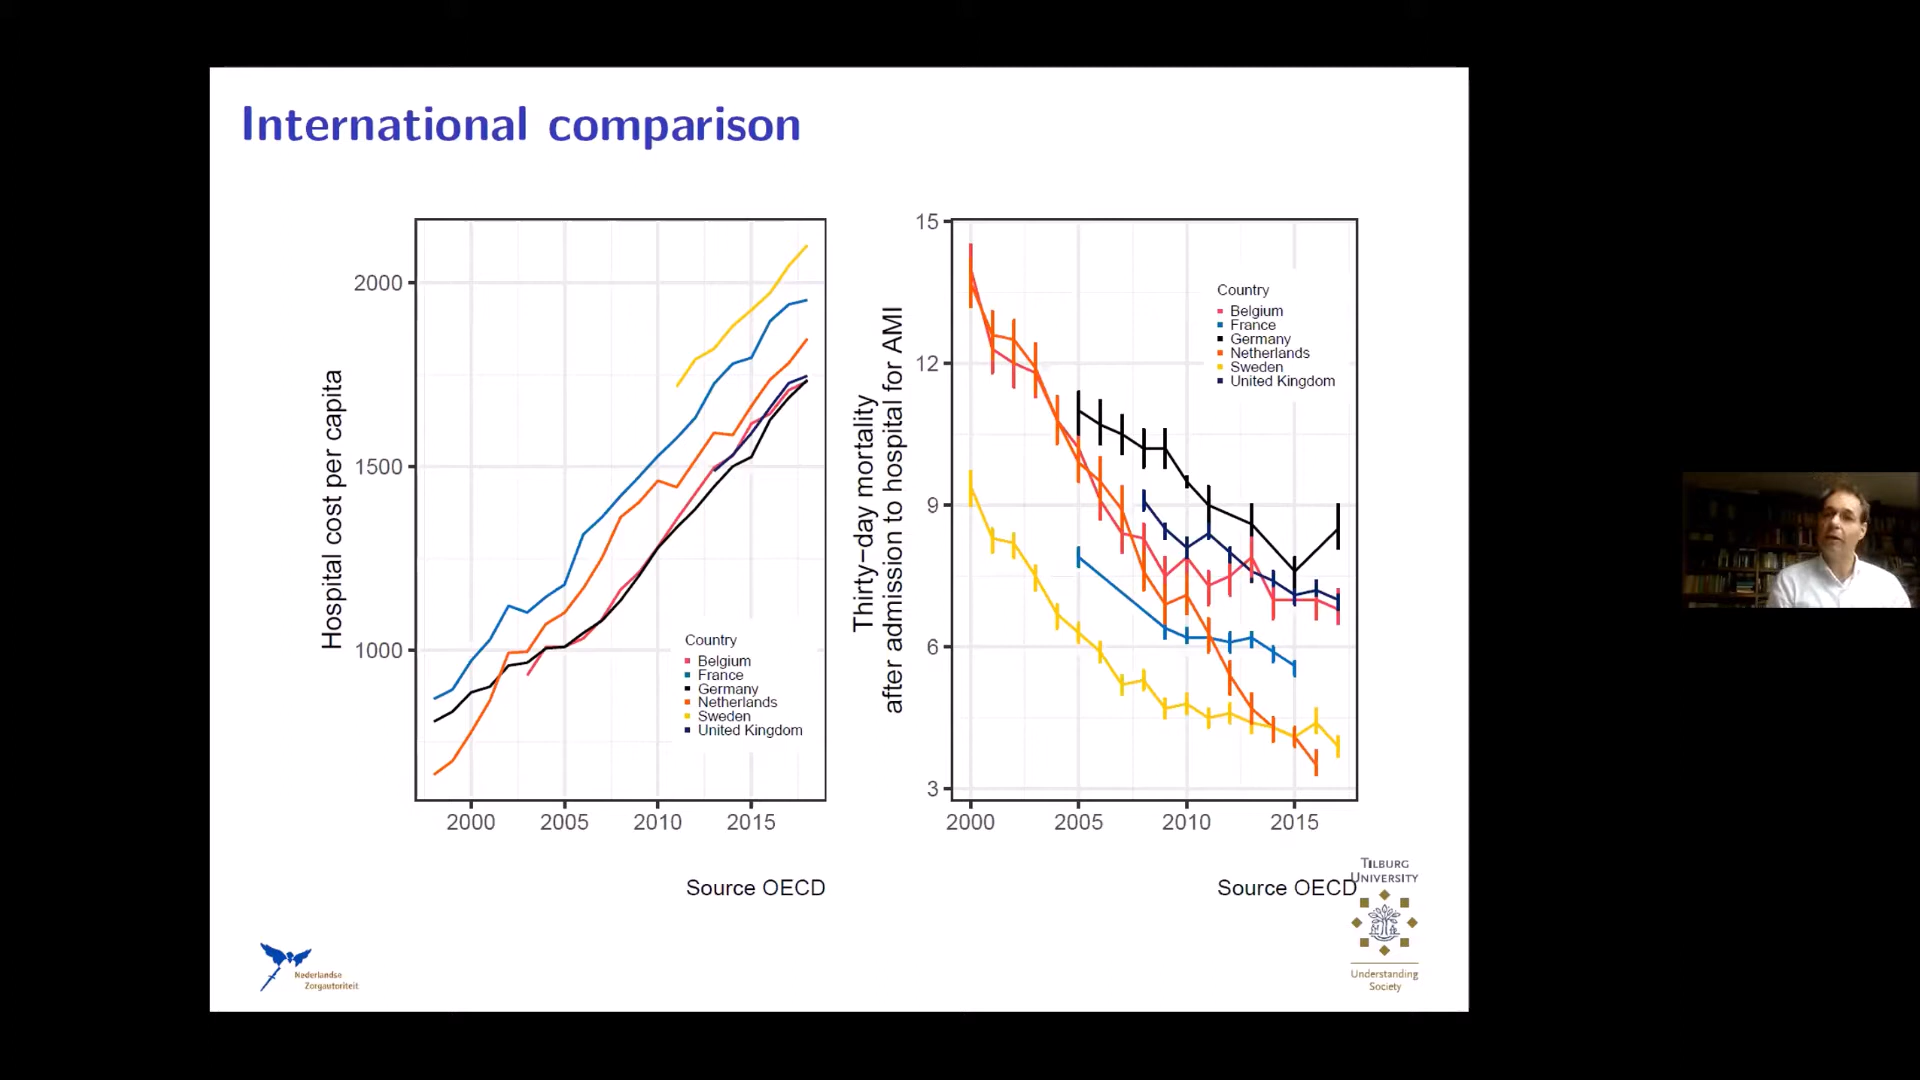 International comparison
Hospital cost per capita
2000
1500
1000
Country
Belgium
France
Germany
Netherlands
Sweden
United Kingdom
2000 2005 2010 2015
Source OECD
Thirty-day mortality
after admission to hospital for AMI
15
12
9
6
3
Country
Belgium
France
Germany
Netherlands
Sweden
United Kingdom
2000 2005 2010 2015
Source OECD
Nederlandse
Zorgautoriteit
TILBURG
UNIVERSITY
Understanding
Society